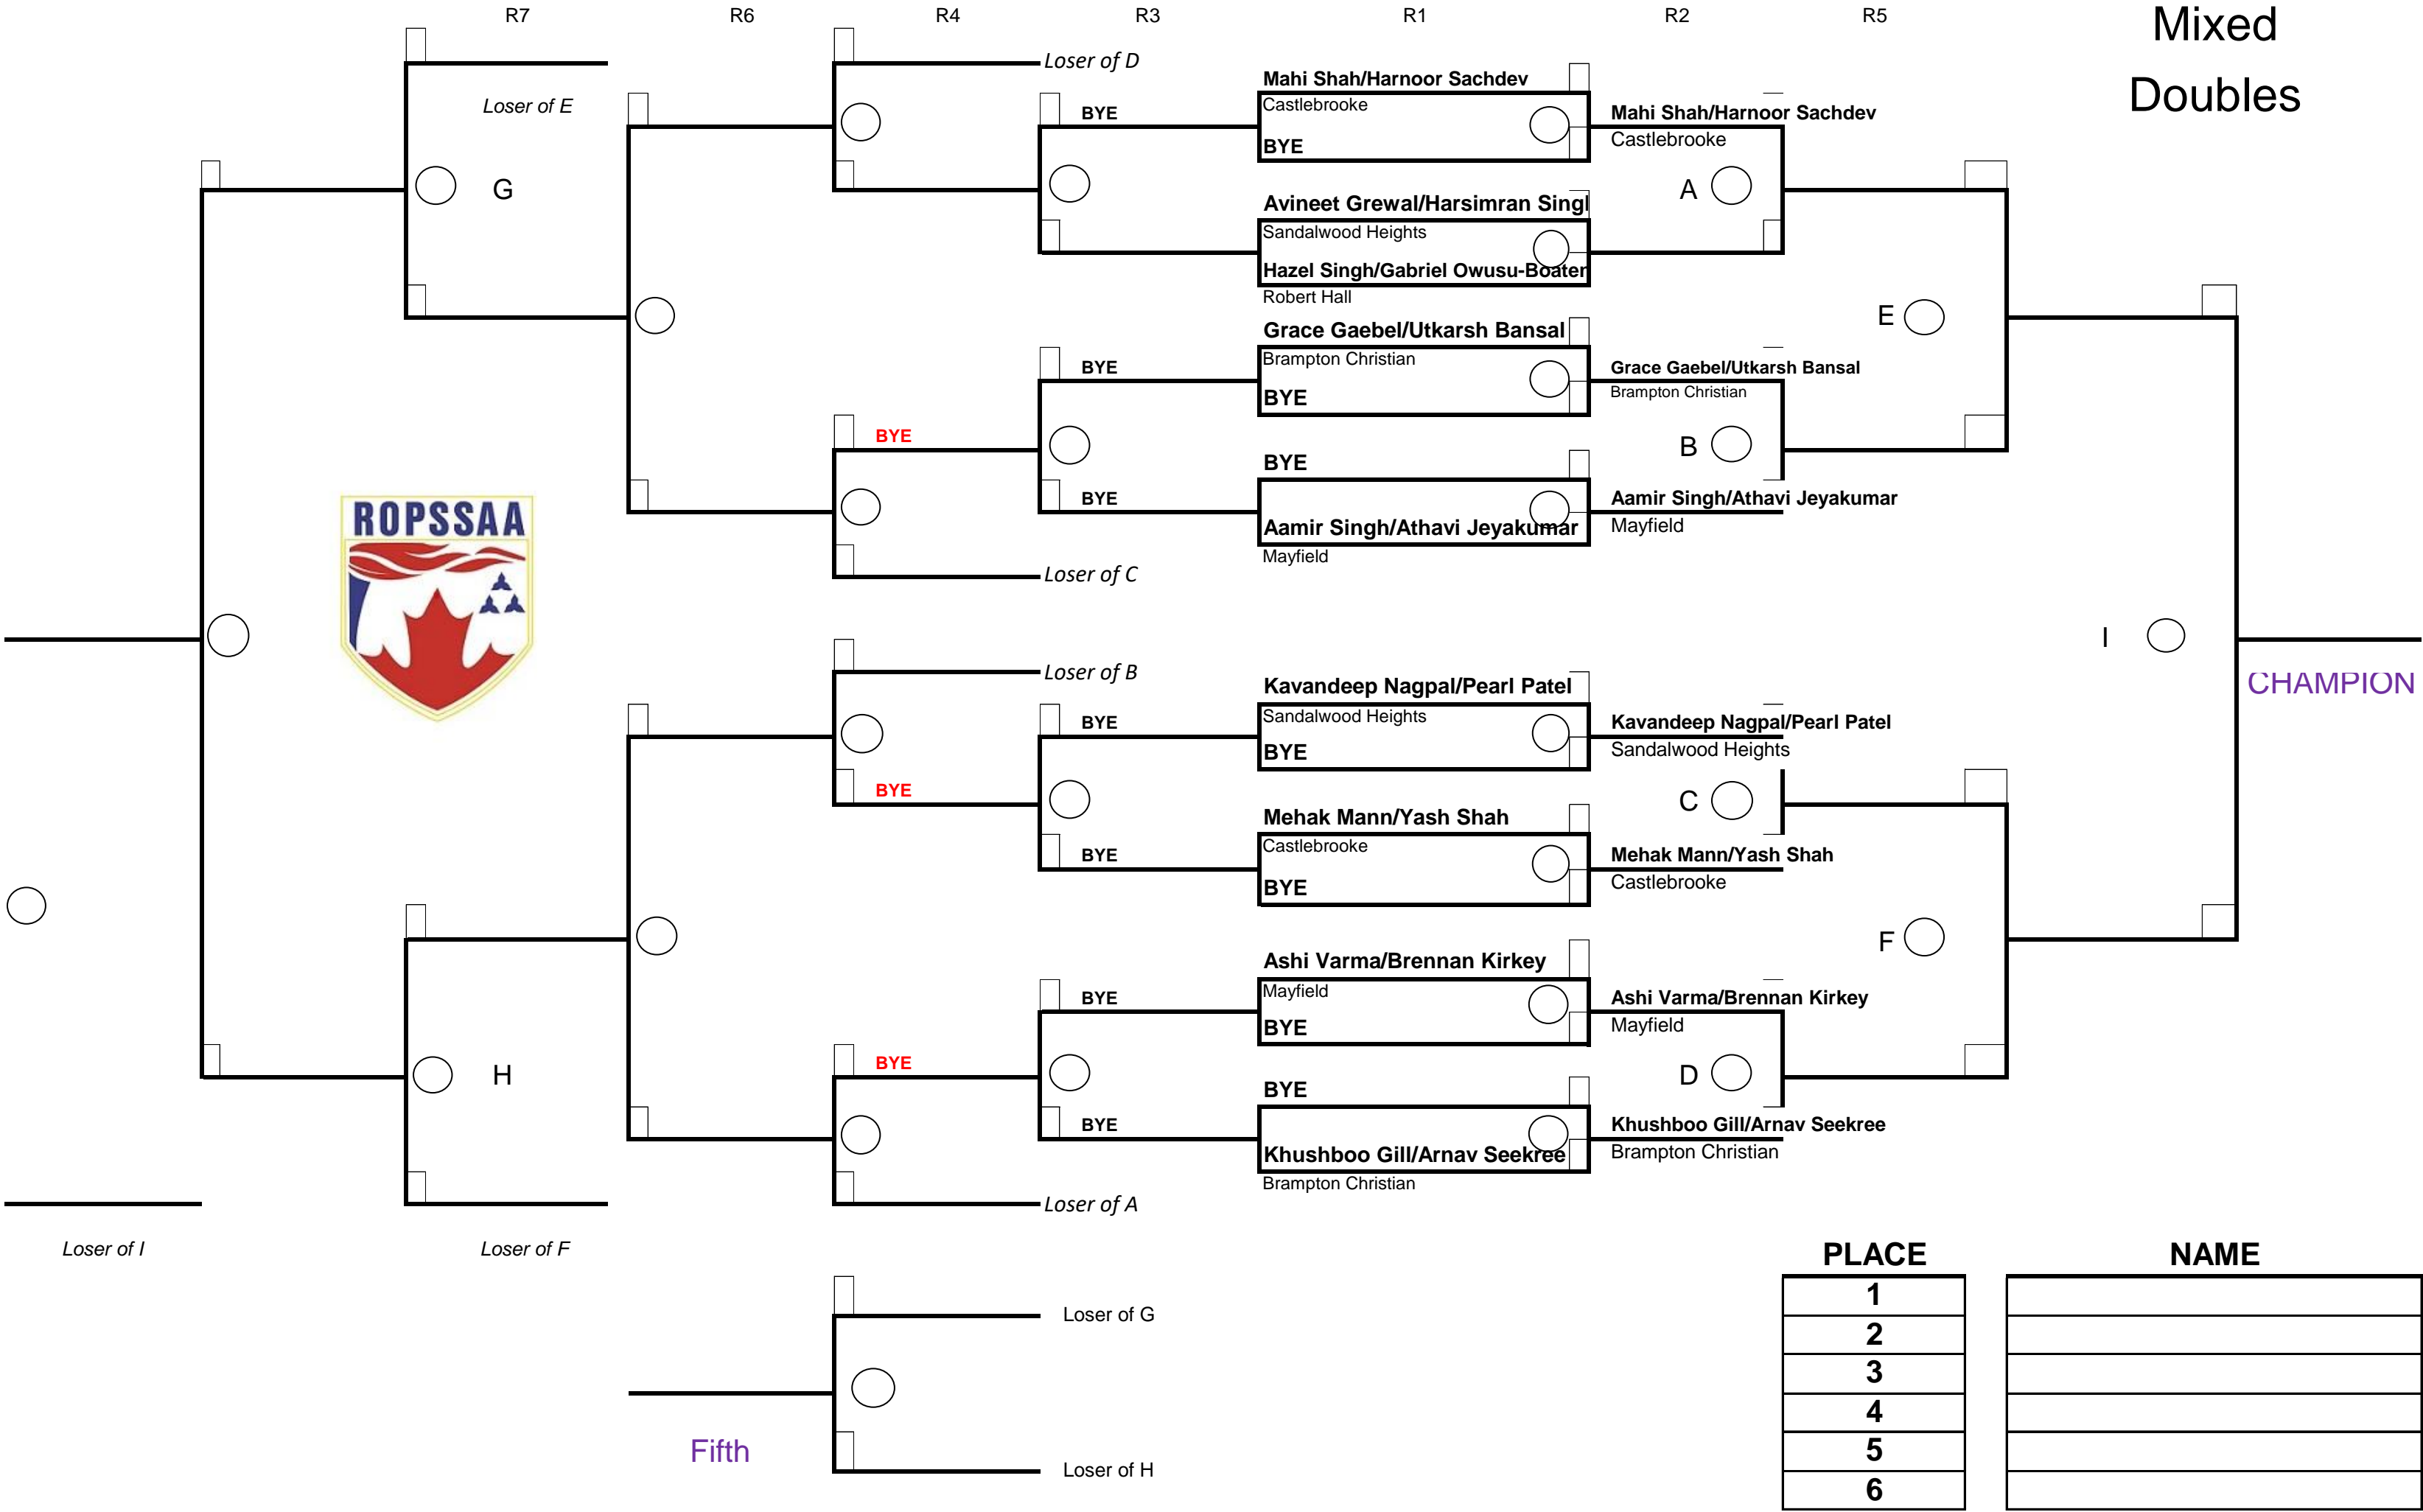 R7 R6 R4 R3 R1 R2 R5
Mixed
Doubles
Loser of D
Mahi Shah/Harnoor Sachdev
Loser of E
BYE
Castlebrooke
Mahi Shah/Harnoor Sachdev
BYE
Castlebrooke
G
A
Avineet Grewal/Harsimran Singl
Sandalwood Heights
Hazel Singh/Gabriel Owusu-Boater
Robert Hall
E
Grace Gaebel/Utkarsh Bansal
BYE
Brampton Christian
Grace Gaebel/Utkarsh Bansal
BYE
Brampton Christian
BYE
B
BYE
BYE
Aamir Singh/Athavi Jeyakumar
ROPSSAA
Aamir Singh/Athavi Jeyakumar
Mayfield
Mayfield
Loser of C
I
Loser of B
Kavandeep Nagpal/Pearl Patel
CHAMPION
BYE
Sandalwood Heights
Kavandeep Nagpal/Pearl Patel
BYE
Sandalwood Heights
BYE
C
Mehak Mann/Yash Shah
BYE
Castlebrooke
Mehak Mann/Yash Shah
BYE
Castlebrooke
F
Ashi Varma/Brennan Kirkey
BYE
Mayfield
Ashi Varma/Brennan Kirkey
BYE
Mayfield
BYE
H
D
BYE
BYE
Khushboo Gill/Arnav Seekree
Khushboo Gill/Arnav Seekree
Brampton Christian
Brampton Christian
Loser of A
Loser of I
Loser of F
PLACE NAME
1
Loser of G
2
3
4
Fifth
5
Loser of H
6